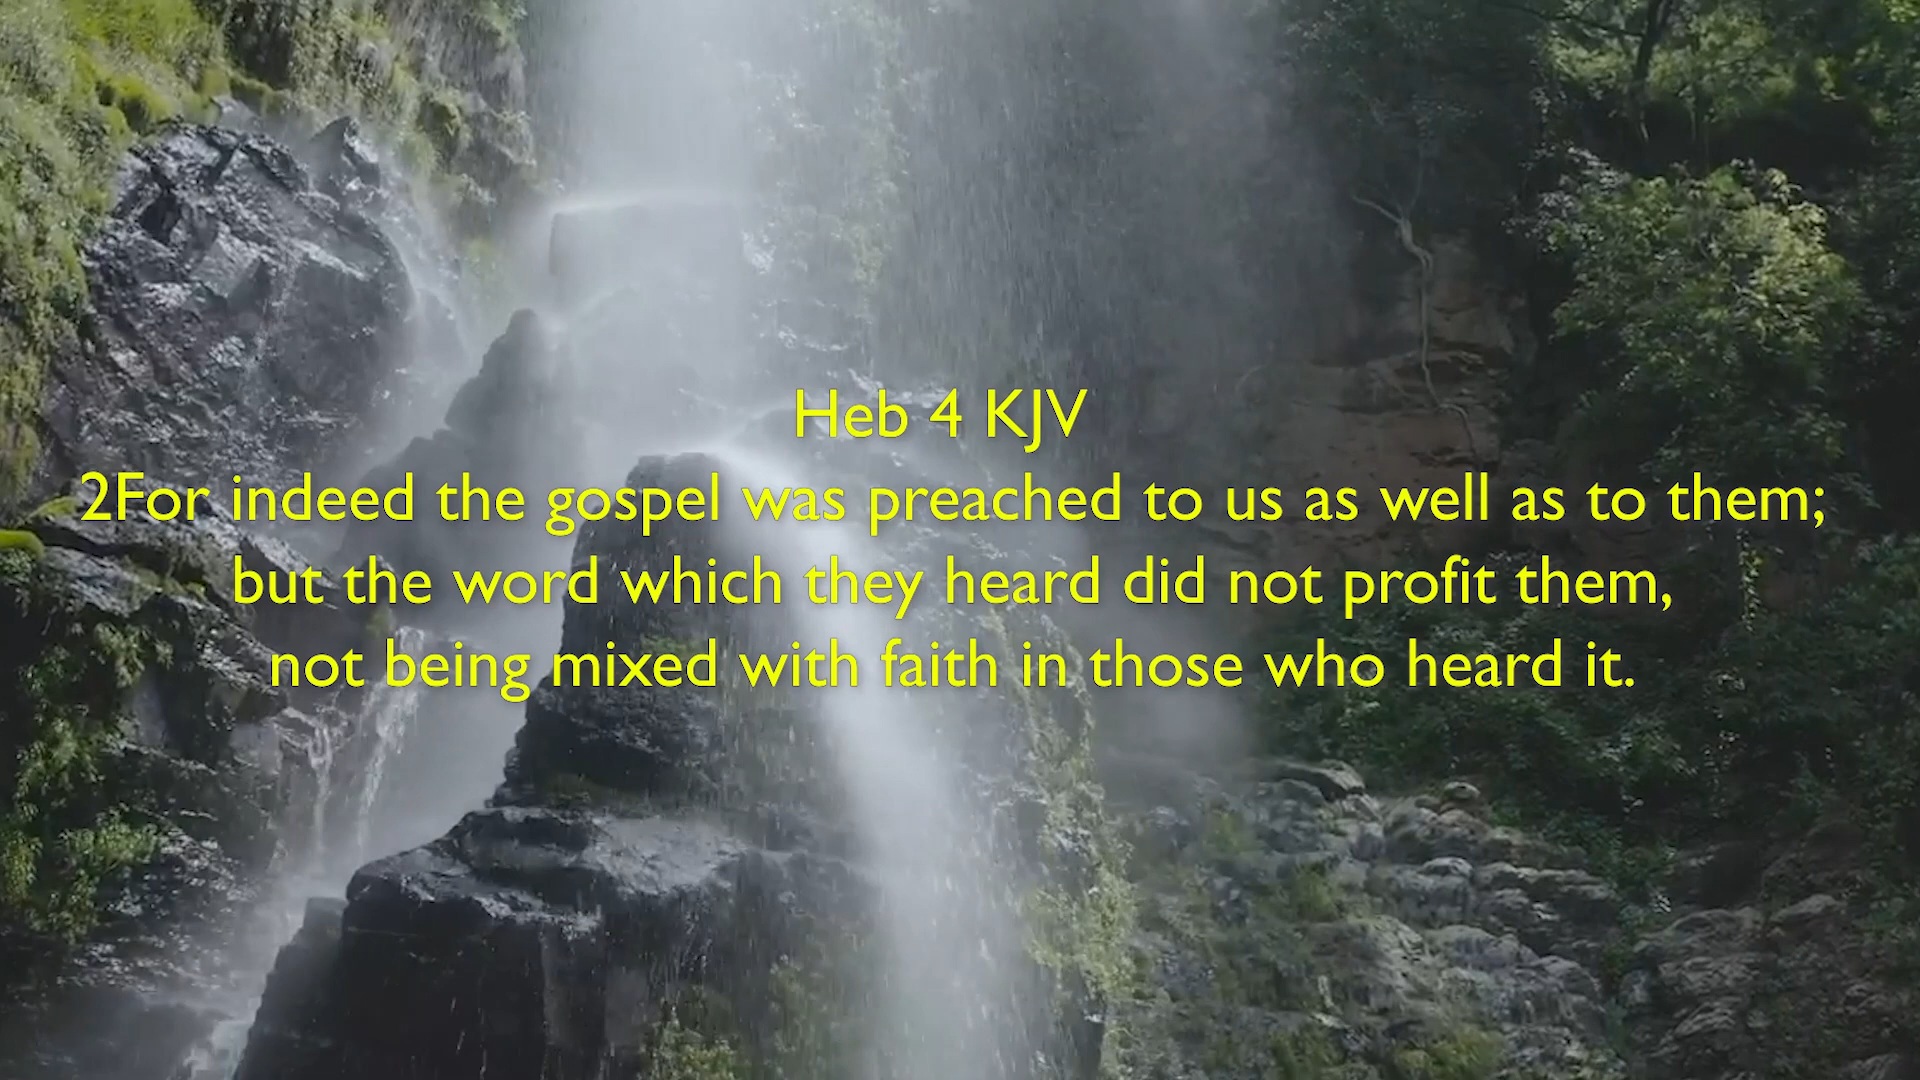 Heb 4 KJV
2For indeed the gospel was preached to us as well as to them;
but the word which they heard did not profit them,
not being mixed with faith in those who heard it.